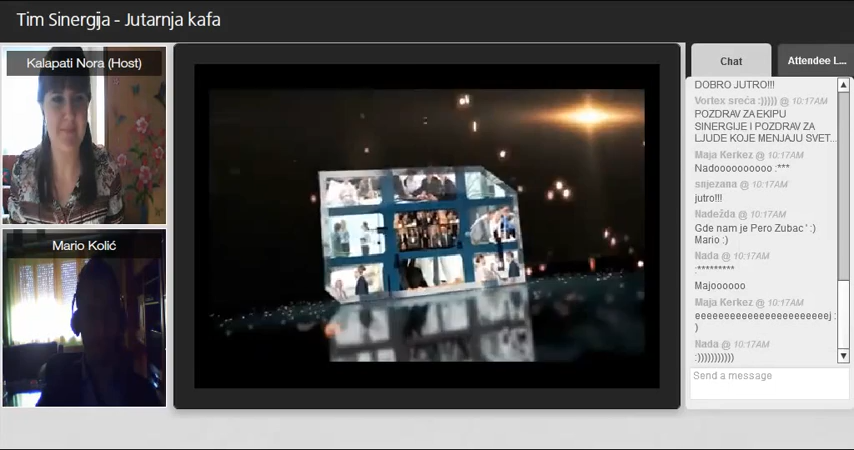 Tim Sinergija - Jutarnja kafa
Kalapati Nora (Host)
Mario Kolić
Chat
Attendee L...
DOBRO JUTRO!!!
Vortex sreća :))))) @ 10:17AM
POZDRAV ZA EKIPU
SINERGIJE I POZDRAV ZA
LJUDE KOJE MENJAJU SVET...
Maja Kerkez @ 10:17AM
Nadoooooooooo :***
snjezana @ 10:17AM
jutro!!!
Nadežda @ 10:17AM
Gde nam je Pero Zubac ' :)
Mario :)
Nada @ 10:17AM
:*********
Majoooooo
Maja Kerkez @ 10:17AM
eeeeeeeeeeeeeeeeeeeeeeej :
)
Nada @ 10:17AM
:)))))))))))
Send a message